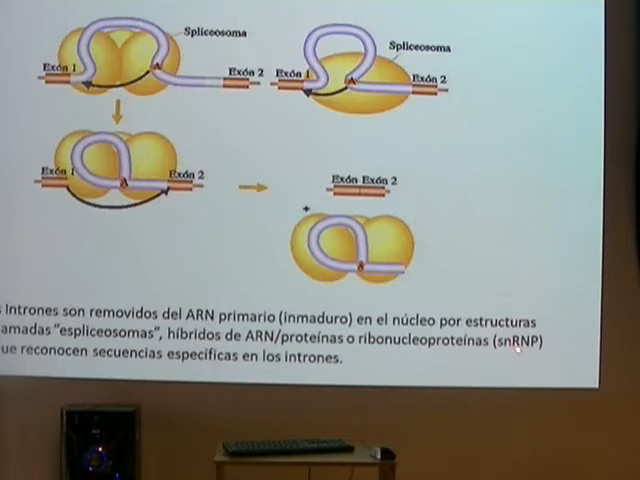 Spliceosoma
Spliceosoma
Exón 1
Exón 2
Exón 1
A
A
Exón 2
Exón 1
A
Exón 2
Exón Exón 2
+
A
Intrones son removidos del ARN primario (inmaduro) en el núcleo por estructuras
amadas "espliceosomas", híbridos de ARN/proteínas o ribonucleoproteínas (snRNP)
ue reconocen secuencias específicas en los intrones.